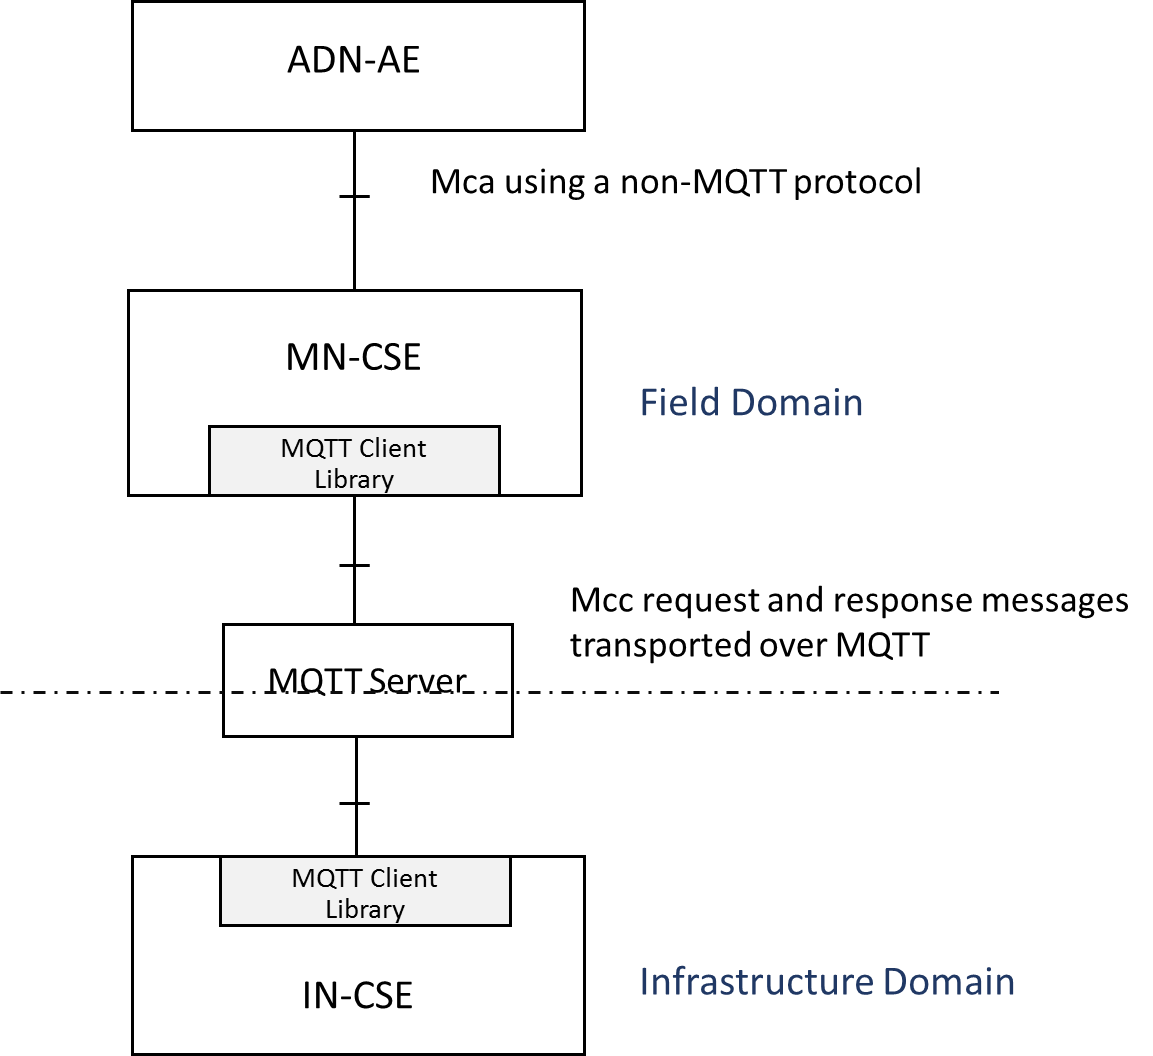 ADN-AE
Mca using a non-MQTT protocol
MN-CSE
Field Domain
MQTT Client
Library
Mcc request and response messages
transported over MQTT
MQTT Server
MQTT Client
Library
IN-CSE
Infrastructure Domain